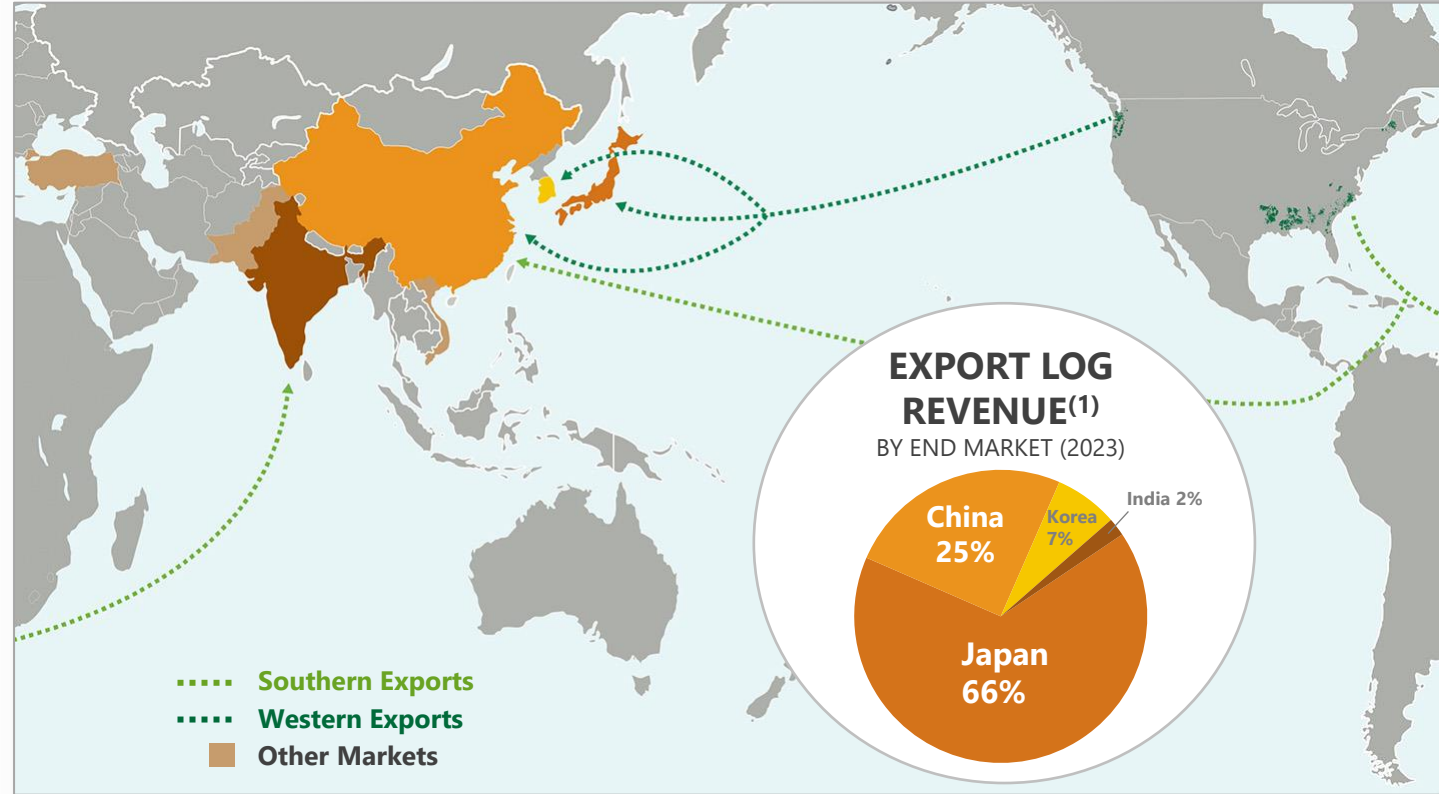 EXPORT LOG
REVENUE(1)
BY END MARKET (2023)
China
25%
Korea
7%
India 2%
Japan
66%
Southern Exports
Western Exports
Other Markets